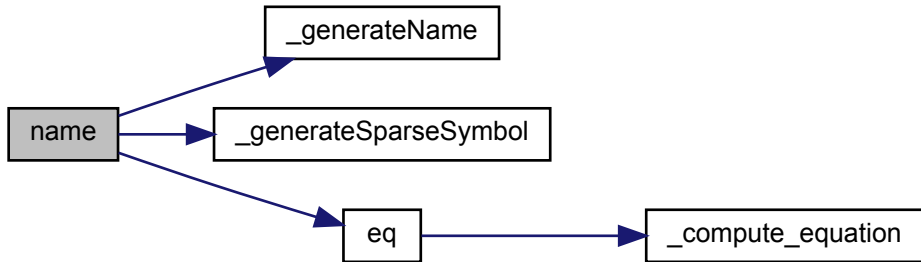 _generateName
name
_generateSparseSymbol
eq
_compute_equation